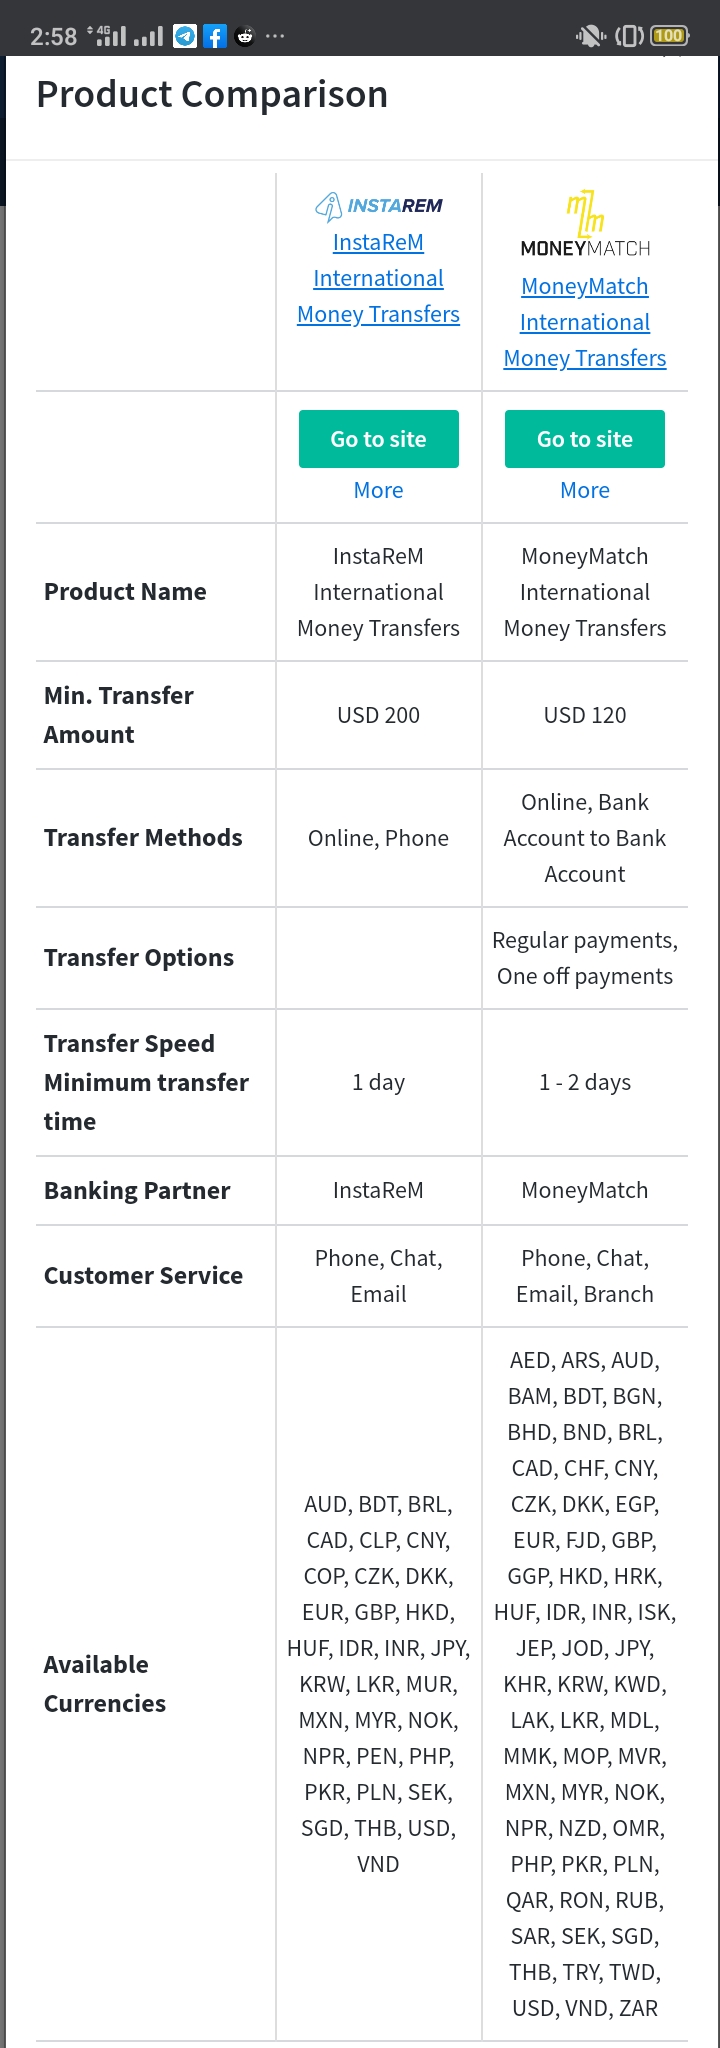 2:58 4G 100
Product Comparison
INSTAREM
InstaReM
International
Money Transfers
MONEYMATCH
MoneyMatch
International
Money Transfers
Go to site
More
Go to site
More
Product Name
InstaReM
International
Money Transfers
MoneyMatch
International
Money Transfers
Min. Transfer
Amount
USD 200
USD 120
Transfer Methods
Online, Phone
Online, Bank
Account to Bank
Account
Transfer Options
Regular payments,
One off payments
Transfer Speed
Minimum transfer
time
1 day
1 - 2 days
Banking Partner
InstaReM
MoneyMatch
Customer Service
Phone, Chat,
Email
Phone, Chat,
Email, Branch
Available
Currencies
AUD, BDT, BRL,
CAD, CLP, CNY,
COP, CZK, DKK,
EUR, GBP, HKD,
HUF, IDR, INR, JPY,
KRW, LKR, MUR,
MXN, MYR, NOK,
NPR, PEN, PHP,
PKR, PLN, SEK,
SGD, THB, USD,
VND
AED, ARS, AUD,
BAM, BDT, BGN,
BHD, BND, BRL,
CAD, CHF, CNY,
CZK, DKK, EGP,
EUR, FJD, GBP,
GGP, HKD, HRK,
HUF, IDR, INR, ISK,
JEP, JOD, JPY,
KHR, KRW, KWD,
LAK, LKR, MDL,
MMK, MOP, MVR,
MXN, MYR, NOK,
NPR, NZD, OMR,
PHP, PKR, PLN,
QAR, RON, RUB,
SAR, SEK, SGD,
THB, TRY, TWD,
USD, VND, ZAR